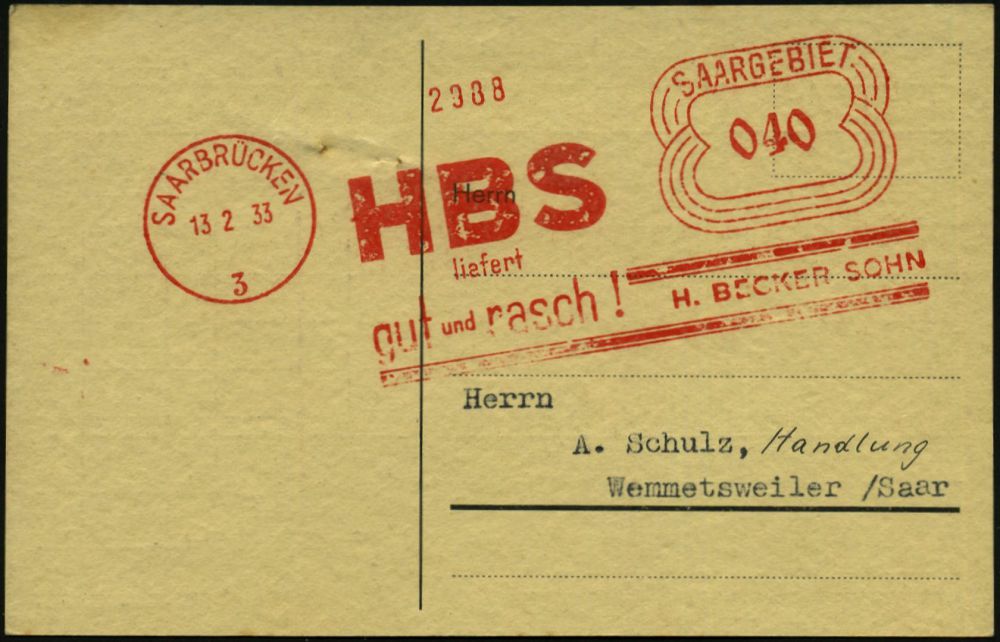 2988
SAARGEBIET
040
SAARBRÜCKEN
13 2 33
3
HBS
Herrn
liefert
gut und rasch!
H. BECKER SOHN
Herrn
A. Schulz, Handlung
Wemmetsweiler /Saar